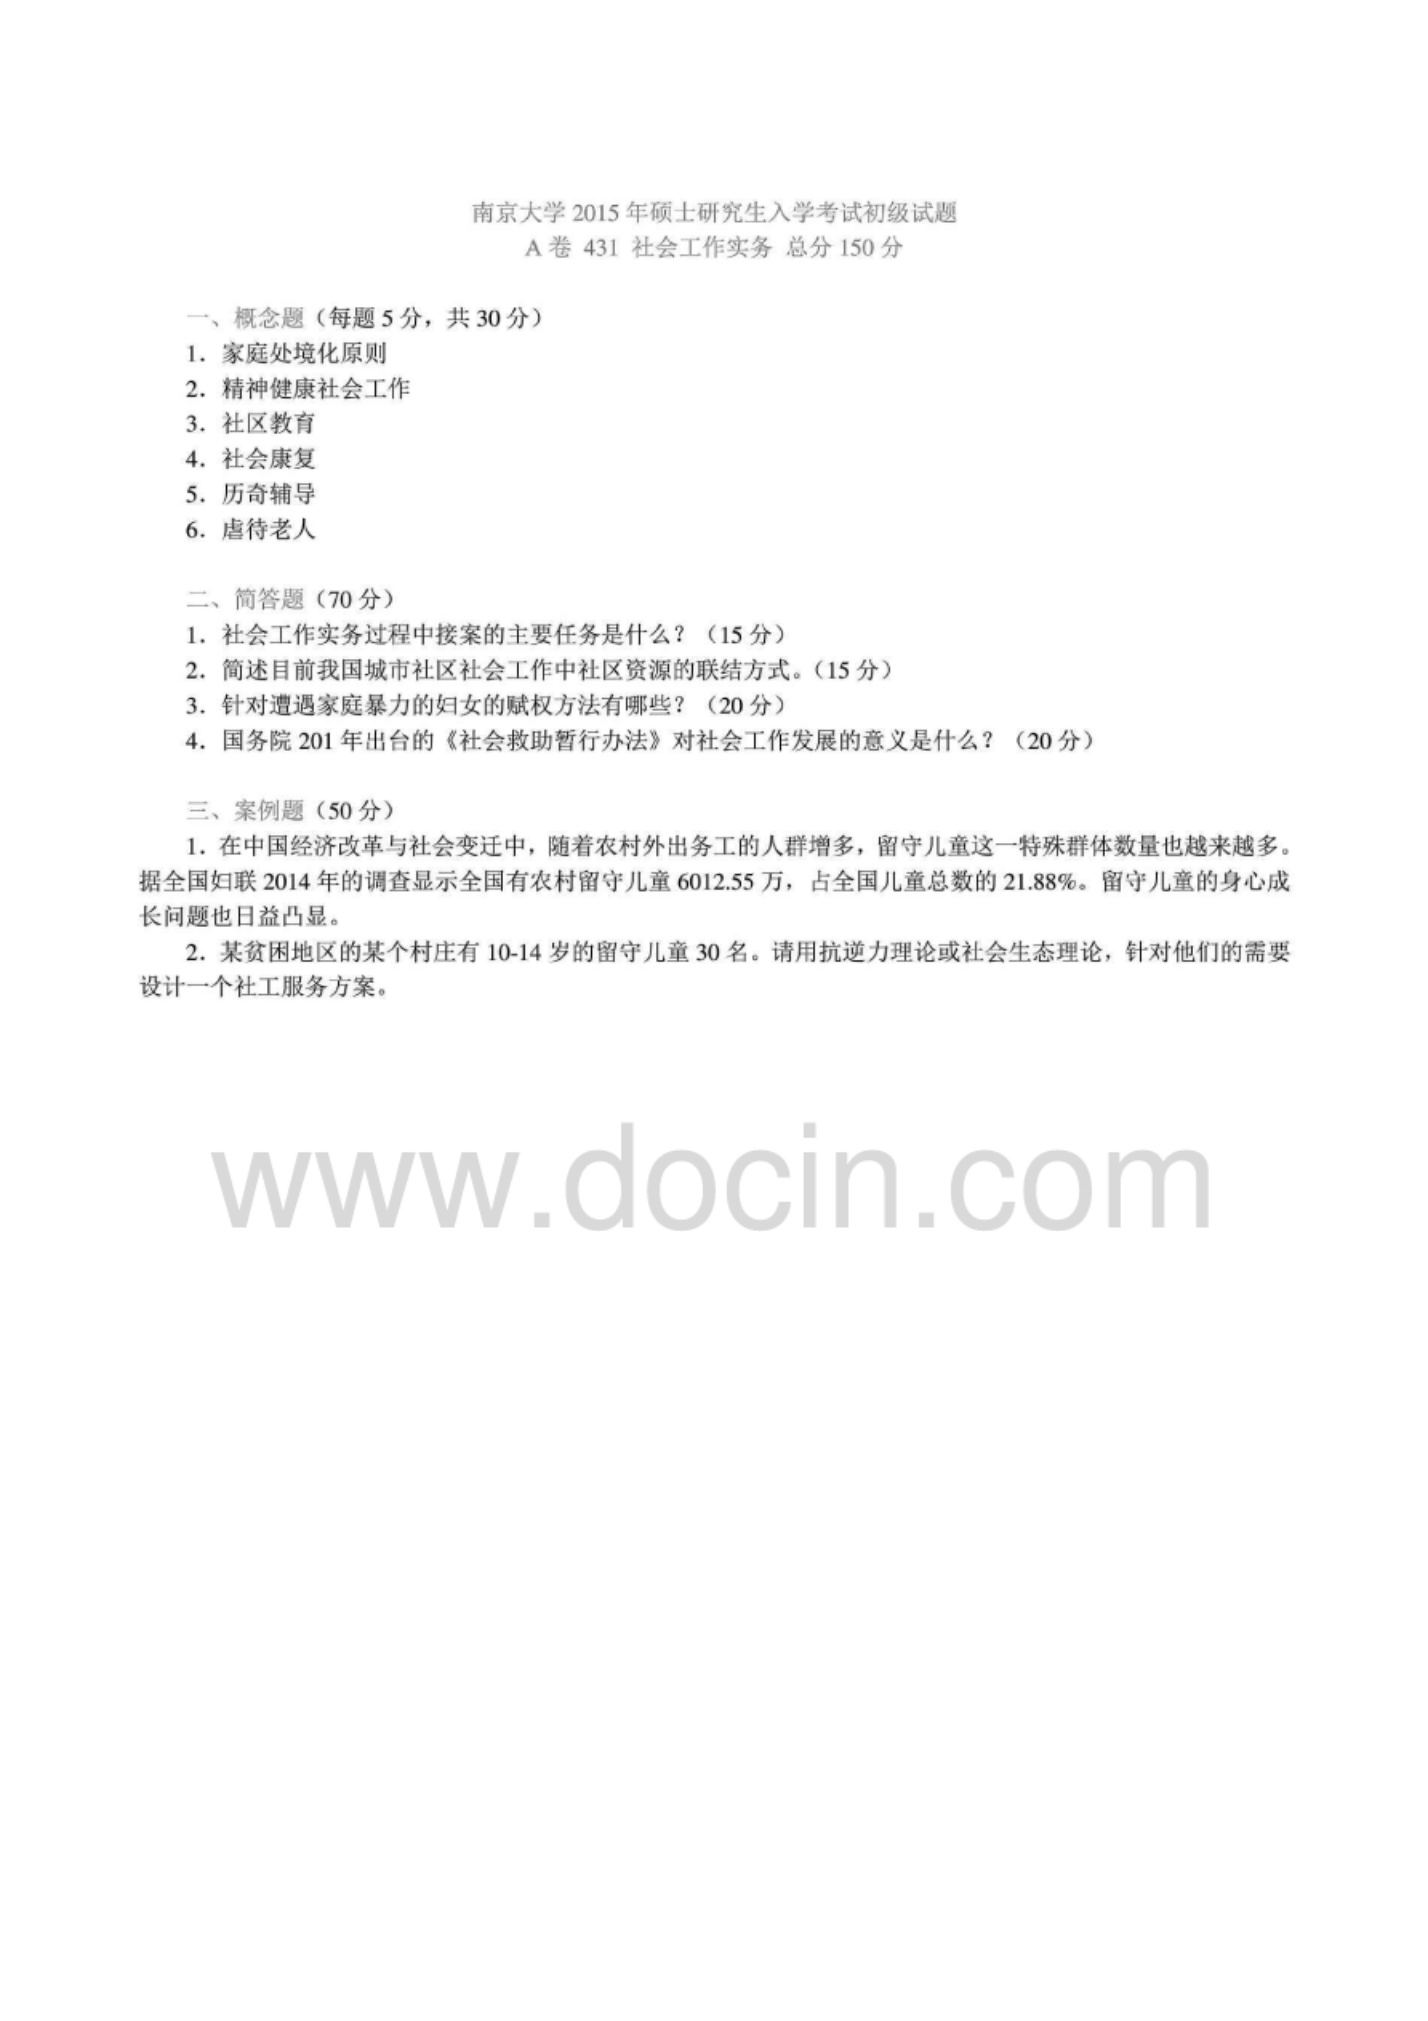 南京大学 2015 年硕士研究生入学考试初级试题
A 卷 431 社会工作实务 总分 150 分
一、概念题（每题 5 分，共 30 分）
1．家庭处境化原则
2．精神健康社会工作
3．社区教育
4．社会康复
5．历奇辅导
6．虐待老人
二、简答题（70 分）
1．社会工作实务过程中接案的主要任务是什么？（15 分）
2．简述目前我国城市社区社会工作中社区资源的联结方式。（15 分）
3．针对遭遇家庭暴力的妇女的赋权方法有哪些？（20 分）
4．国务院 201 年出台的《社会救助暂行办法》对社会工作发展的意义是什么？（20 分）
三、案例题（50 分）
1．在中国经济改革与社会变迁中，随着农村外出务工的人群增多，留守儿童这一特殊群体数量也越来越多。
据全国妇联 2014 年的调查显示全国有农村留守儿童 6012.55 万，占全国儿童总数的 21.88%。留守儿童的身心成
长问题也日益凸显。
2．某贫困地区的某个村庄有 10-14 岁的留守儿童 30 名。请用抗逆力理论或社会生态理论，针对他们的需要
设计一个社工服务方案。
www.docin.com